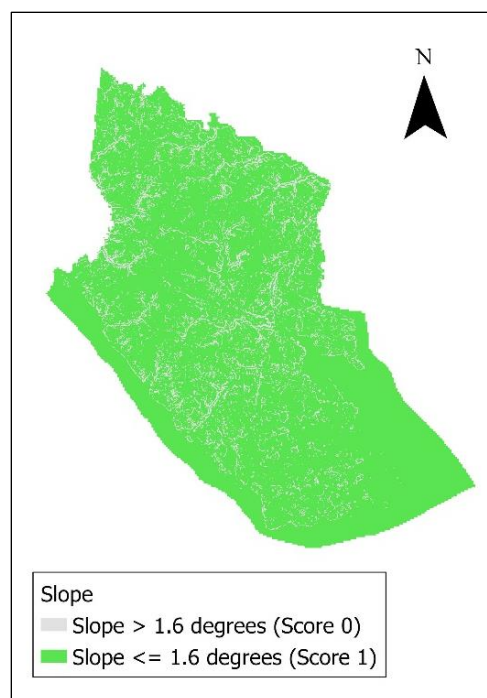 N
Slope
Slope > 1.6 degrees (Score 0)
Slope <= 1.6 degrees (Score 1)